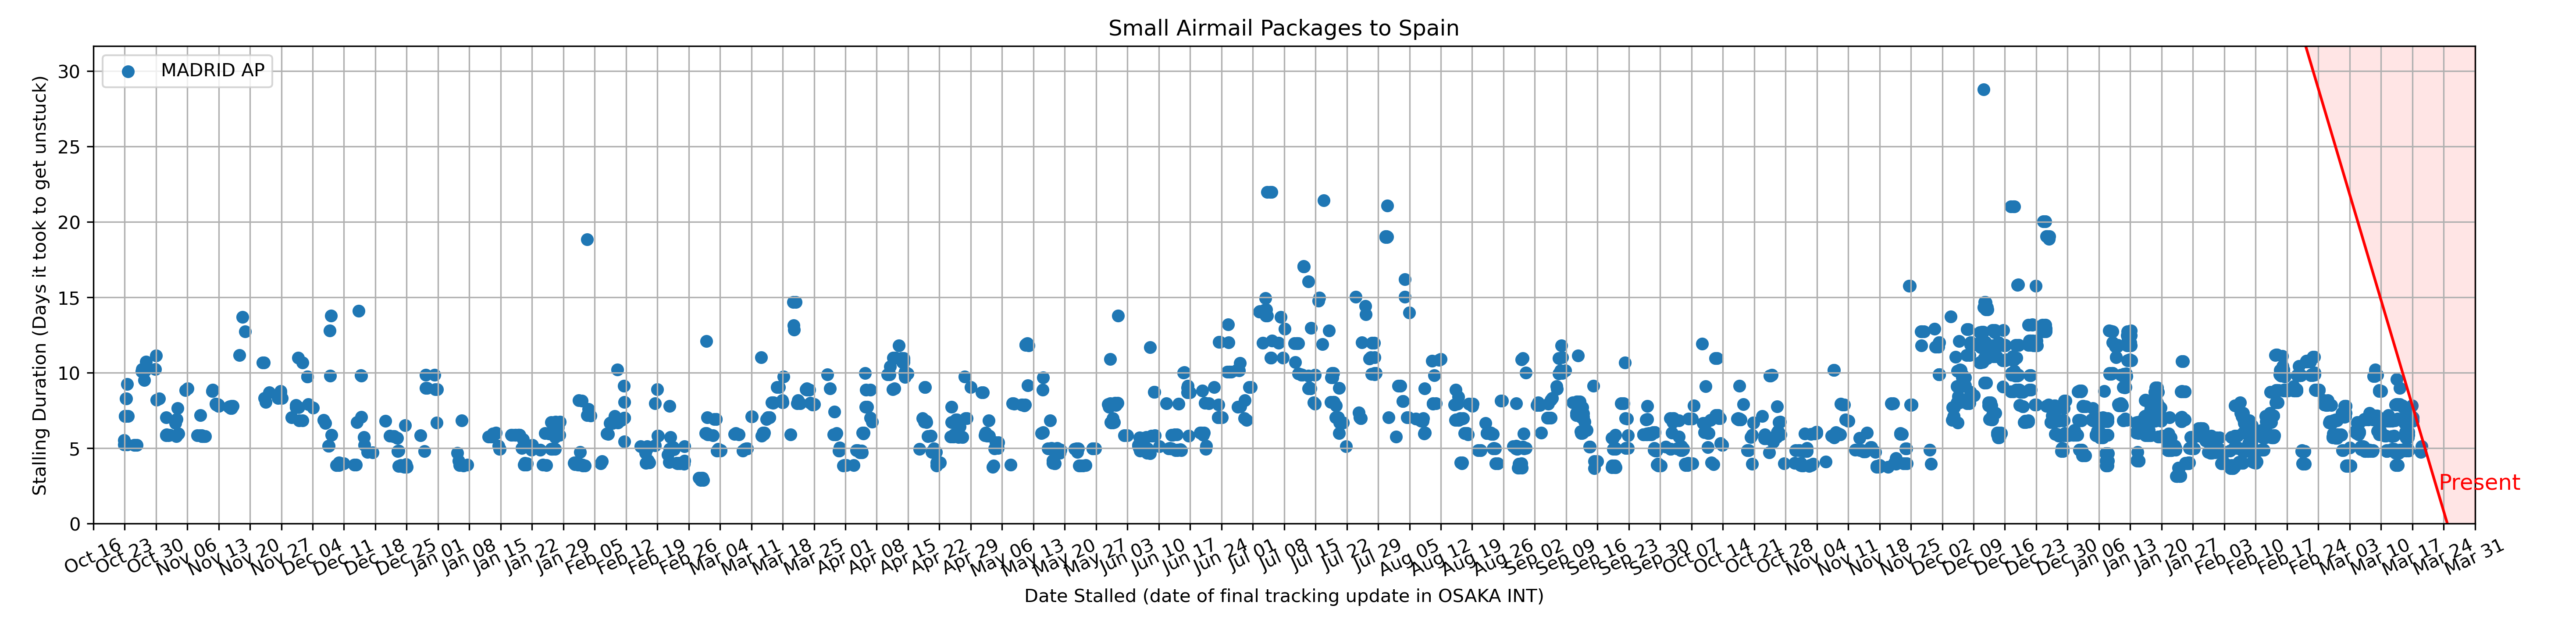 Small Airmail Packages to Spain
MADRID AP
Stalling Duration (Days it took to get unstuck)
30
25
20
15
10
5
0
Present
Oct 16 Oct 23 Oct 30 Nov 06 Nov 13 Nov 20 Nov 27 Dec 04 Dec 11 Dec 18 Dec 25 Jan 01 Jan 08 Jan 15 Jan 22 Jan 29 Feb 05 Feb 12 Feb 19 Feb 26 Mar 04 Mar 11 Mar 18 Mar 25 Apr 01 Apr 08 Apr 15 Apr 22 Apr 29 May 06 May 13 May 20 May 27 Jun 03 Jun 10 Jun 17 Jun 24 Jul 01 Jul 08 Jul 15 Jul 22 Jul 29 Aug 05 Aug 12 Aug 19 Aug 26 Sep 02 Sep 09 Sep 16 Sep 23 Sep 30 Oct 07 Oct 14 Oct 21 Oct 28 Nov 04 Nov 11 Nov 18 Nov 25 Dec 02 Dec 09 Dec 16 Dec 23 Dec 30 Jan 06 Jan 13 Jan 20 Jan 27 Feb 03 Feb 10 Feb 17 Feb 24 Mar 03 Mar 10 Mar 17 Mar 24 Mar 31
Date Stalled (date of final tracking update in OSAKA INT)